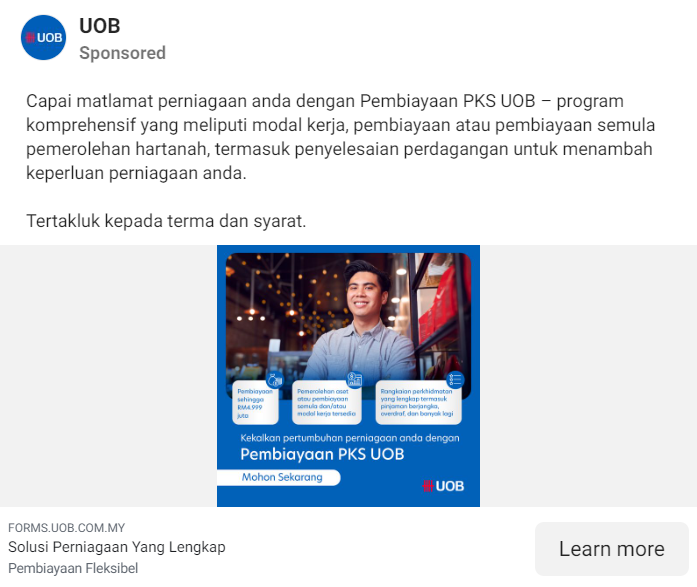 UOB
UOB
Sponsored
Capai matlamat perniagaan anda dengan Pembiayaan PKS UOB – program
komprehensif yang meliputi modal kerja, pembiayaan atau pembiayaan semula
pemerolehan hartanah, termasuk penyelesaian perdagangan untuk menambah
keperluan perniagaan anda.
Tertakluk kepada terma dan syarat.
Pembiayaan
sehingga
RM4.999
juta
Pemerolehan aset
atau pembiayaan
semula dan/atau
modal kerja tersedia
Rangkaian perkhidmatan
yang lengkap termasuk
pinjaman berjangka,
overdraf, dan banyak lagi
Kekalkan pertumbuhan perniagaan anda dengan
Pembiayaan PKS UOB
Mohon Sekarang
UOB
FORMS.UOB.COM.MY
Solusi Perniagaan Yang Lengkap
Pembiayaan Fleksibel
Learn more